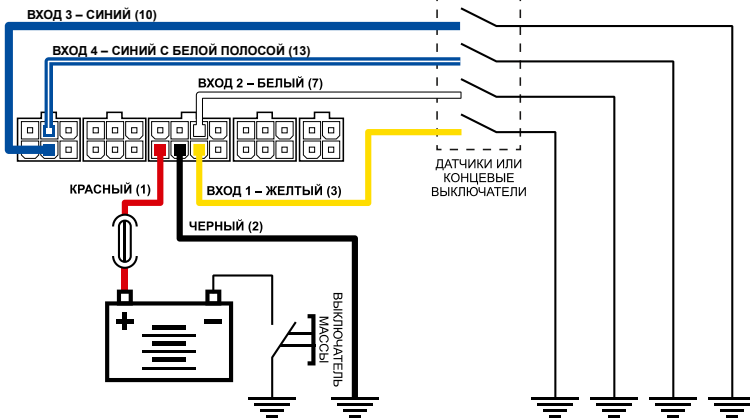 ВХОД 3 – СИНИЙ (10)
ВХОД 4 – СИНИЙ С БЕЛОЙ ПОЛОСОЙ (13)
ВХОД 2 – БЕЛЫЙ (7)
ДАТЧИКИ ИЛИ
КОНЦЕВЫЕ
ВЫКЛЮЧАТЕЛИ
КРАСНЫЙ (1)
ВХОД 1 – ЖЕЛТЫЙ (3)
ЧЕРНЫЙ (2)
+ –
ВЫКЛЮЧАТЕЛЬ
МАССЫ